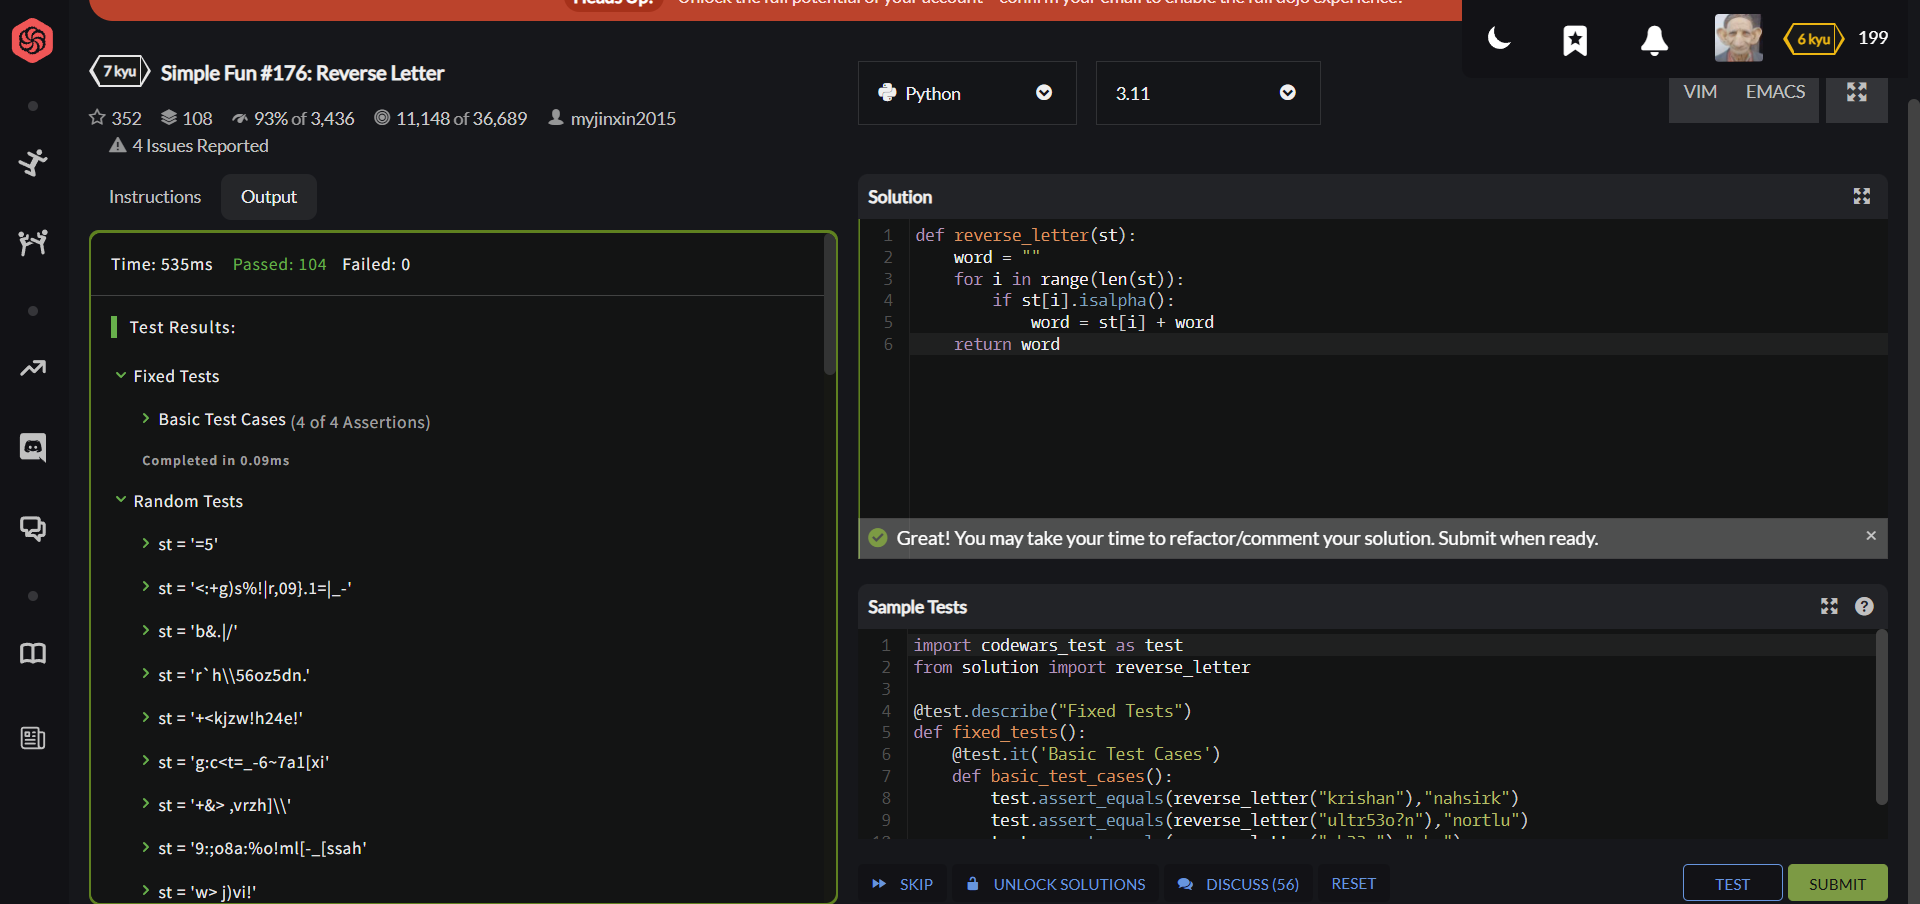 Heads Up! Unlock the full potential of your account - confirm your email to enable the full dojo experience!
6 kyu 199
7 kyu Simple Fun #176: Reverse Letter
352 108 93% of 3,436 11,148 of 36,689 myjinxin2015
4 Issues Reported
Instructions Output
Time: 535ms Passed: 104 Failed: 0
Test Results:
Fixed Tests
Basic Test Cases (4 of 4 Assertions)
Completed in 0.09ms
Random Tests
st = '=5'
st = '<:+g)s%!|r,09}.1=|_-'
st = 'b&.|/'
st = 'r`h\\56oz5dn.'
st = '+<kjzw!h24e!'
st = 'g:c<t=_-6~7a1[xi'
st = '+&> ,vrzh]\\'
st = '9:;o8a:%o!ml[-_[ssah'
st = 'w> j)vi!'
Python 3.11
VIM EMACS
Solution
1 def reverse_letter(st):
2 word = ""
3 for i in range(len(st)):
4 if st[i].isalpha():
5 word = st[i] + word
6 return word
Great! You may take your time to refactor/comment your solution. Submit when ready. ×
Sample Tests
1 import codewars_test as test
2 from solution import reverse_letter
3
4 @test.describe("Fixed Tests")
5 def fixed_tests():
6 @test.it('Basic Test Cases')
7 def basic_test_cases():
8 test.assert_equals(reverse_letter("krishan"),"nahsirk")
9 test.assert_equals(reverse_letter("ultr53o?n"),"nortlu")
SKIP UNLOCK SOLUTIONS DISCUSS (56) RESET TEST SUBMIT